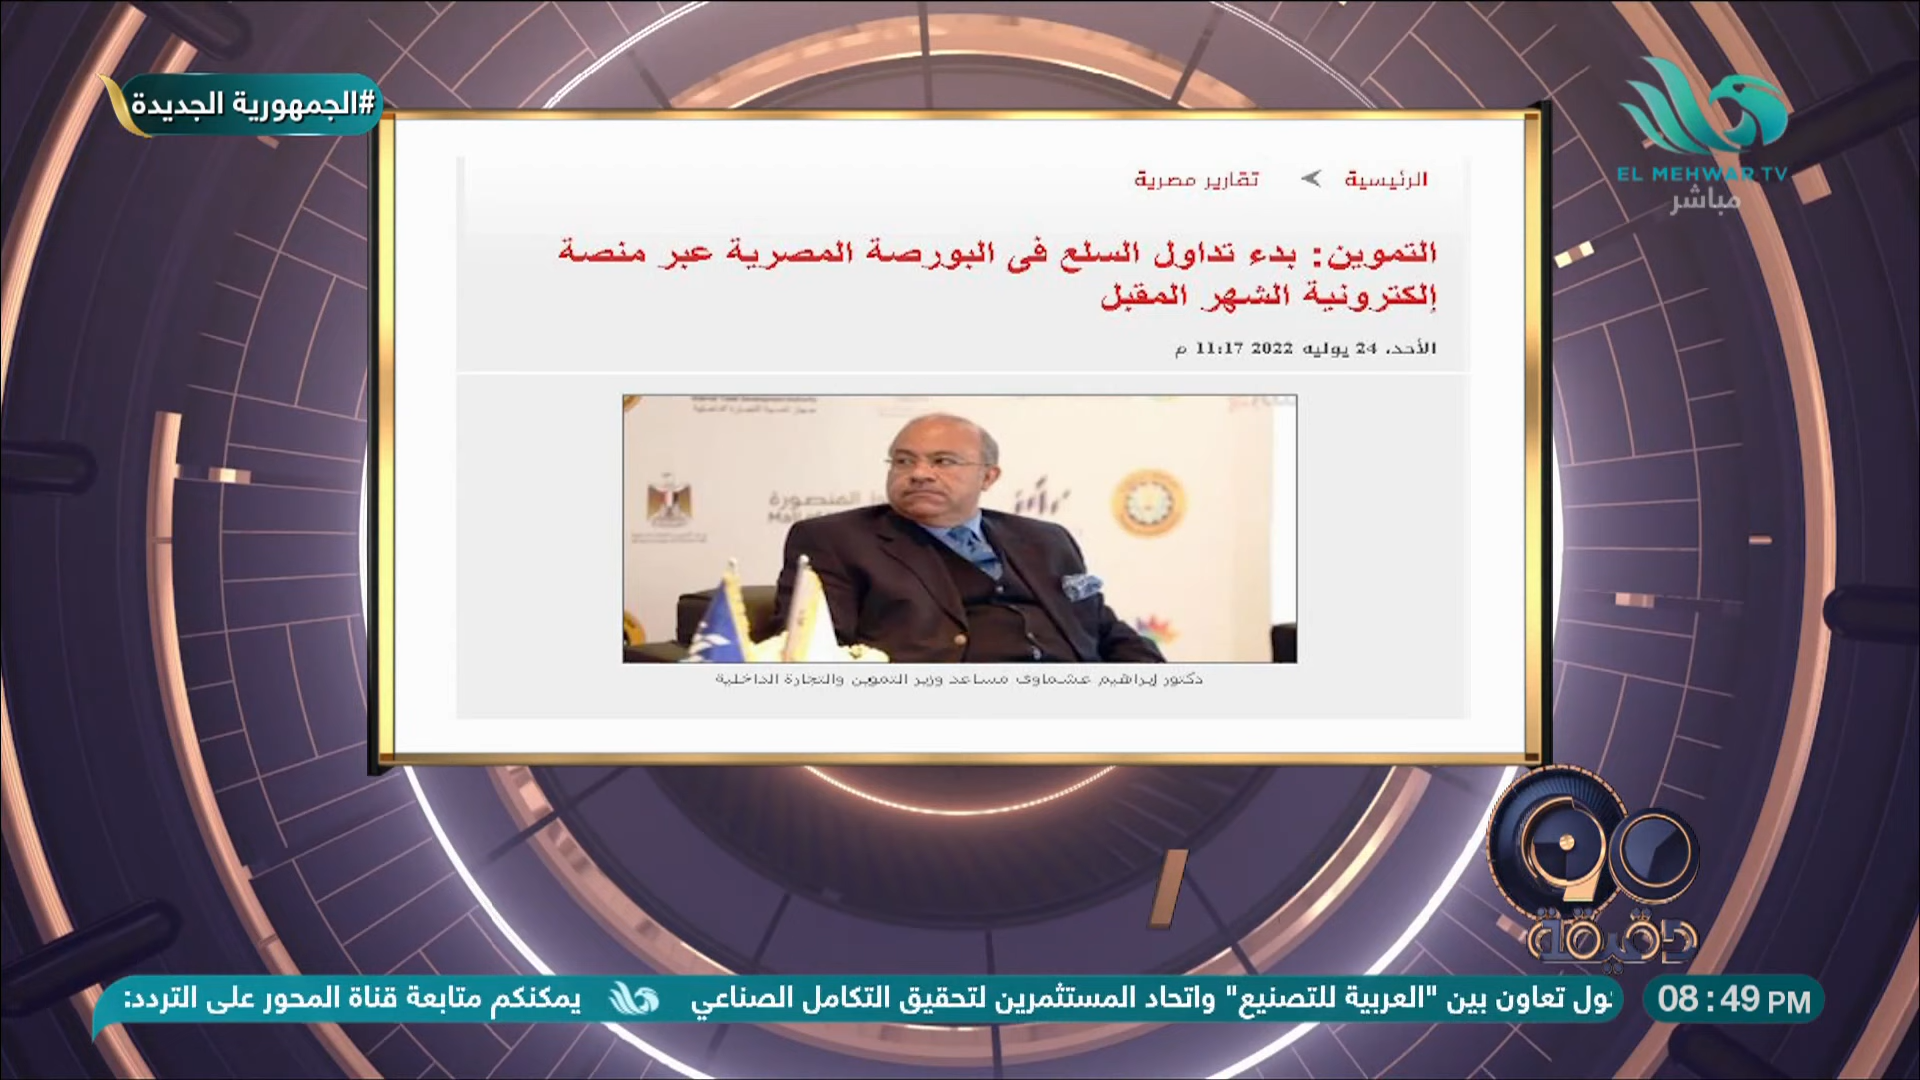 #الجمهورية الجديدة
EL MEHWAR TV
مباشر
الرئيسية
تقارير مصرية
التموين: بدء تداول السلع فى البورصة المصرية عبر منصة
إلكترونية الشهر المقبل
الأحد، 24 يوليه 2022 11:17 م
المنصورة
دكتور إبراهيم عشماوى مساعد وزير التموين والتجارة الداخلية
90
دقيقة
تعاون بين "العربية للتصنيع" واتحاد المستثمرين لتحقيق التكامل الصناعي
يمكنكم متابعة قناة المحور على التردد:
08:49 PM